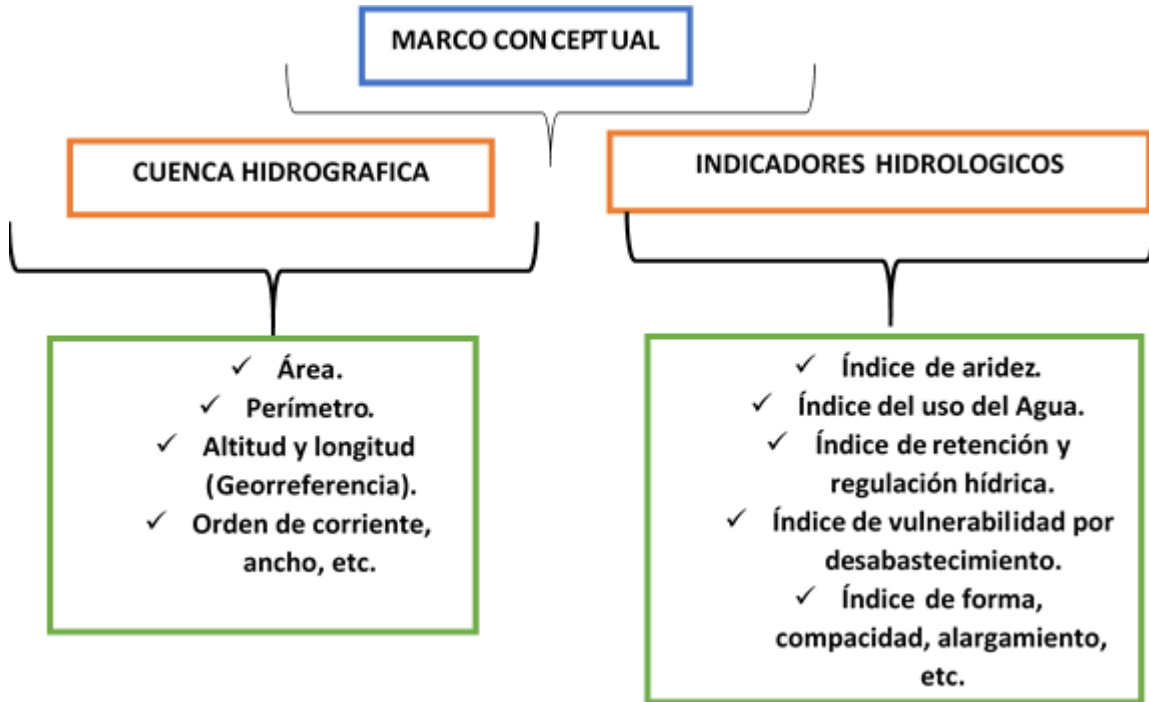 MARCO CONCEPTUAL
CUENCA HIDROGRAFICA
INDICADORES HIDROLOGICOS
✓ Área.
✓ Perímetro.
✓ Altitud y longitud
(Georreferencia).
✓ Orden de corriente,
ancho, etc.
✓ Índice de aridez.
✓ Índice del uso del Agua.
✓ Índice de retención y
regulación hídrica.
✓ Índice de vulnerabilidad por
desabastecimiento.
✓ Índice de forma,
compacidad, alargamiento,
etc.